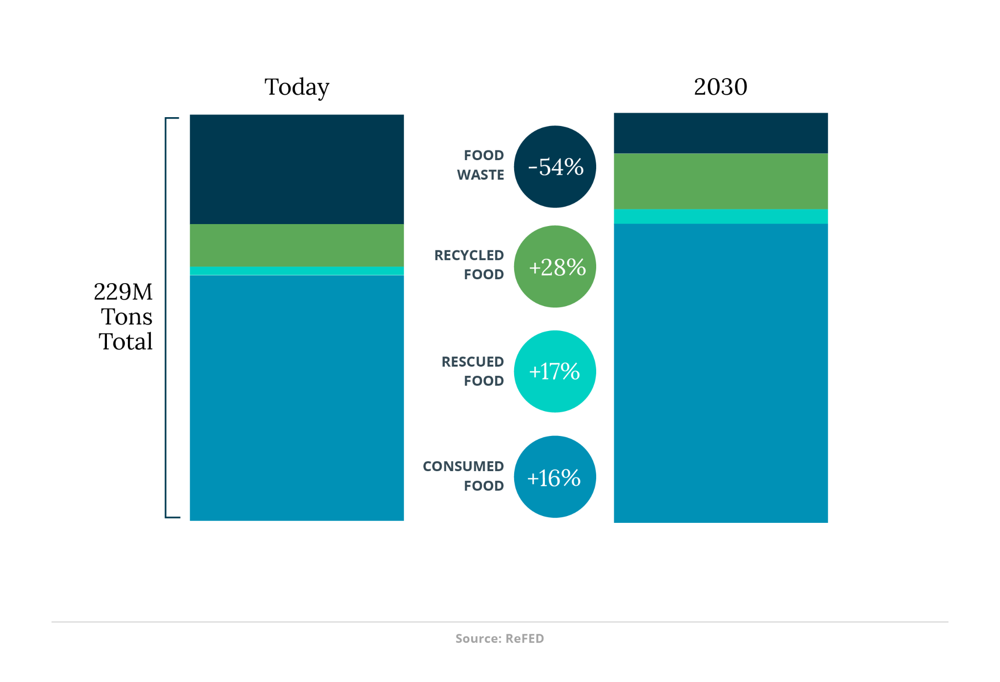 Today
2030
229M
Tons
Total
FOOD
WASTE
-54%
RECYCLED
FOOD
+28%
RESCUED
FOOD
+17%
CONSUMED
FOOD
+16%
Source: ReFED